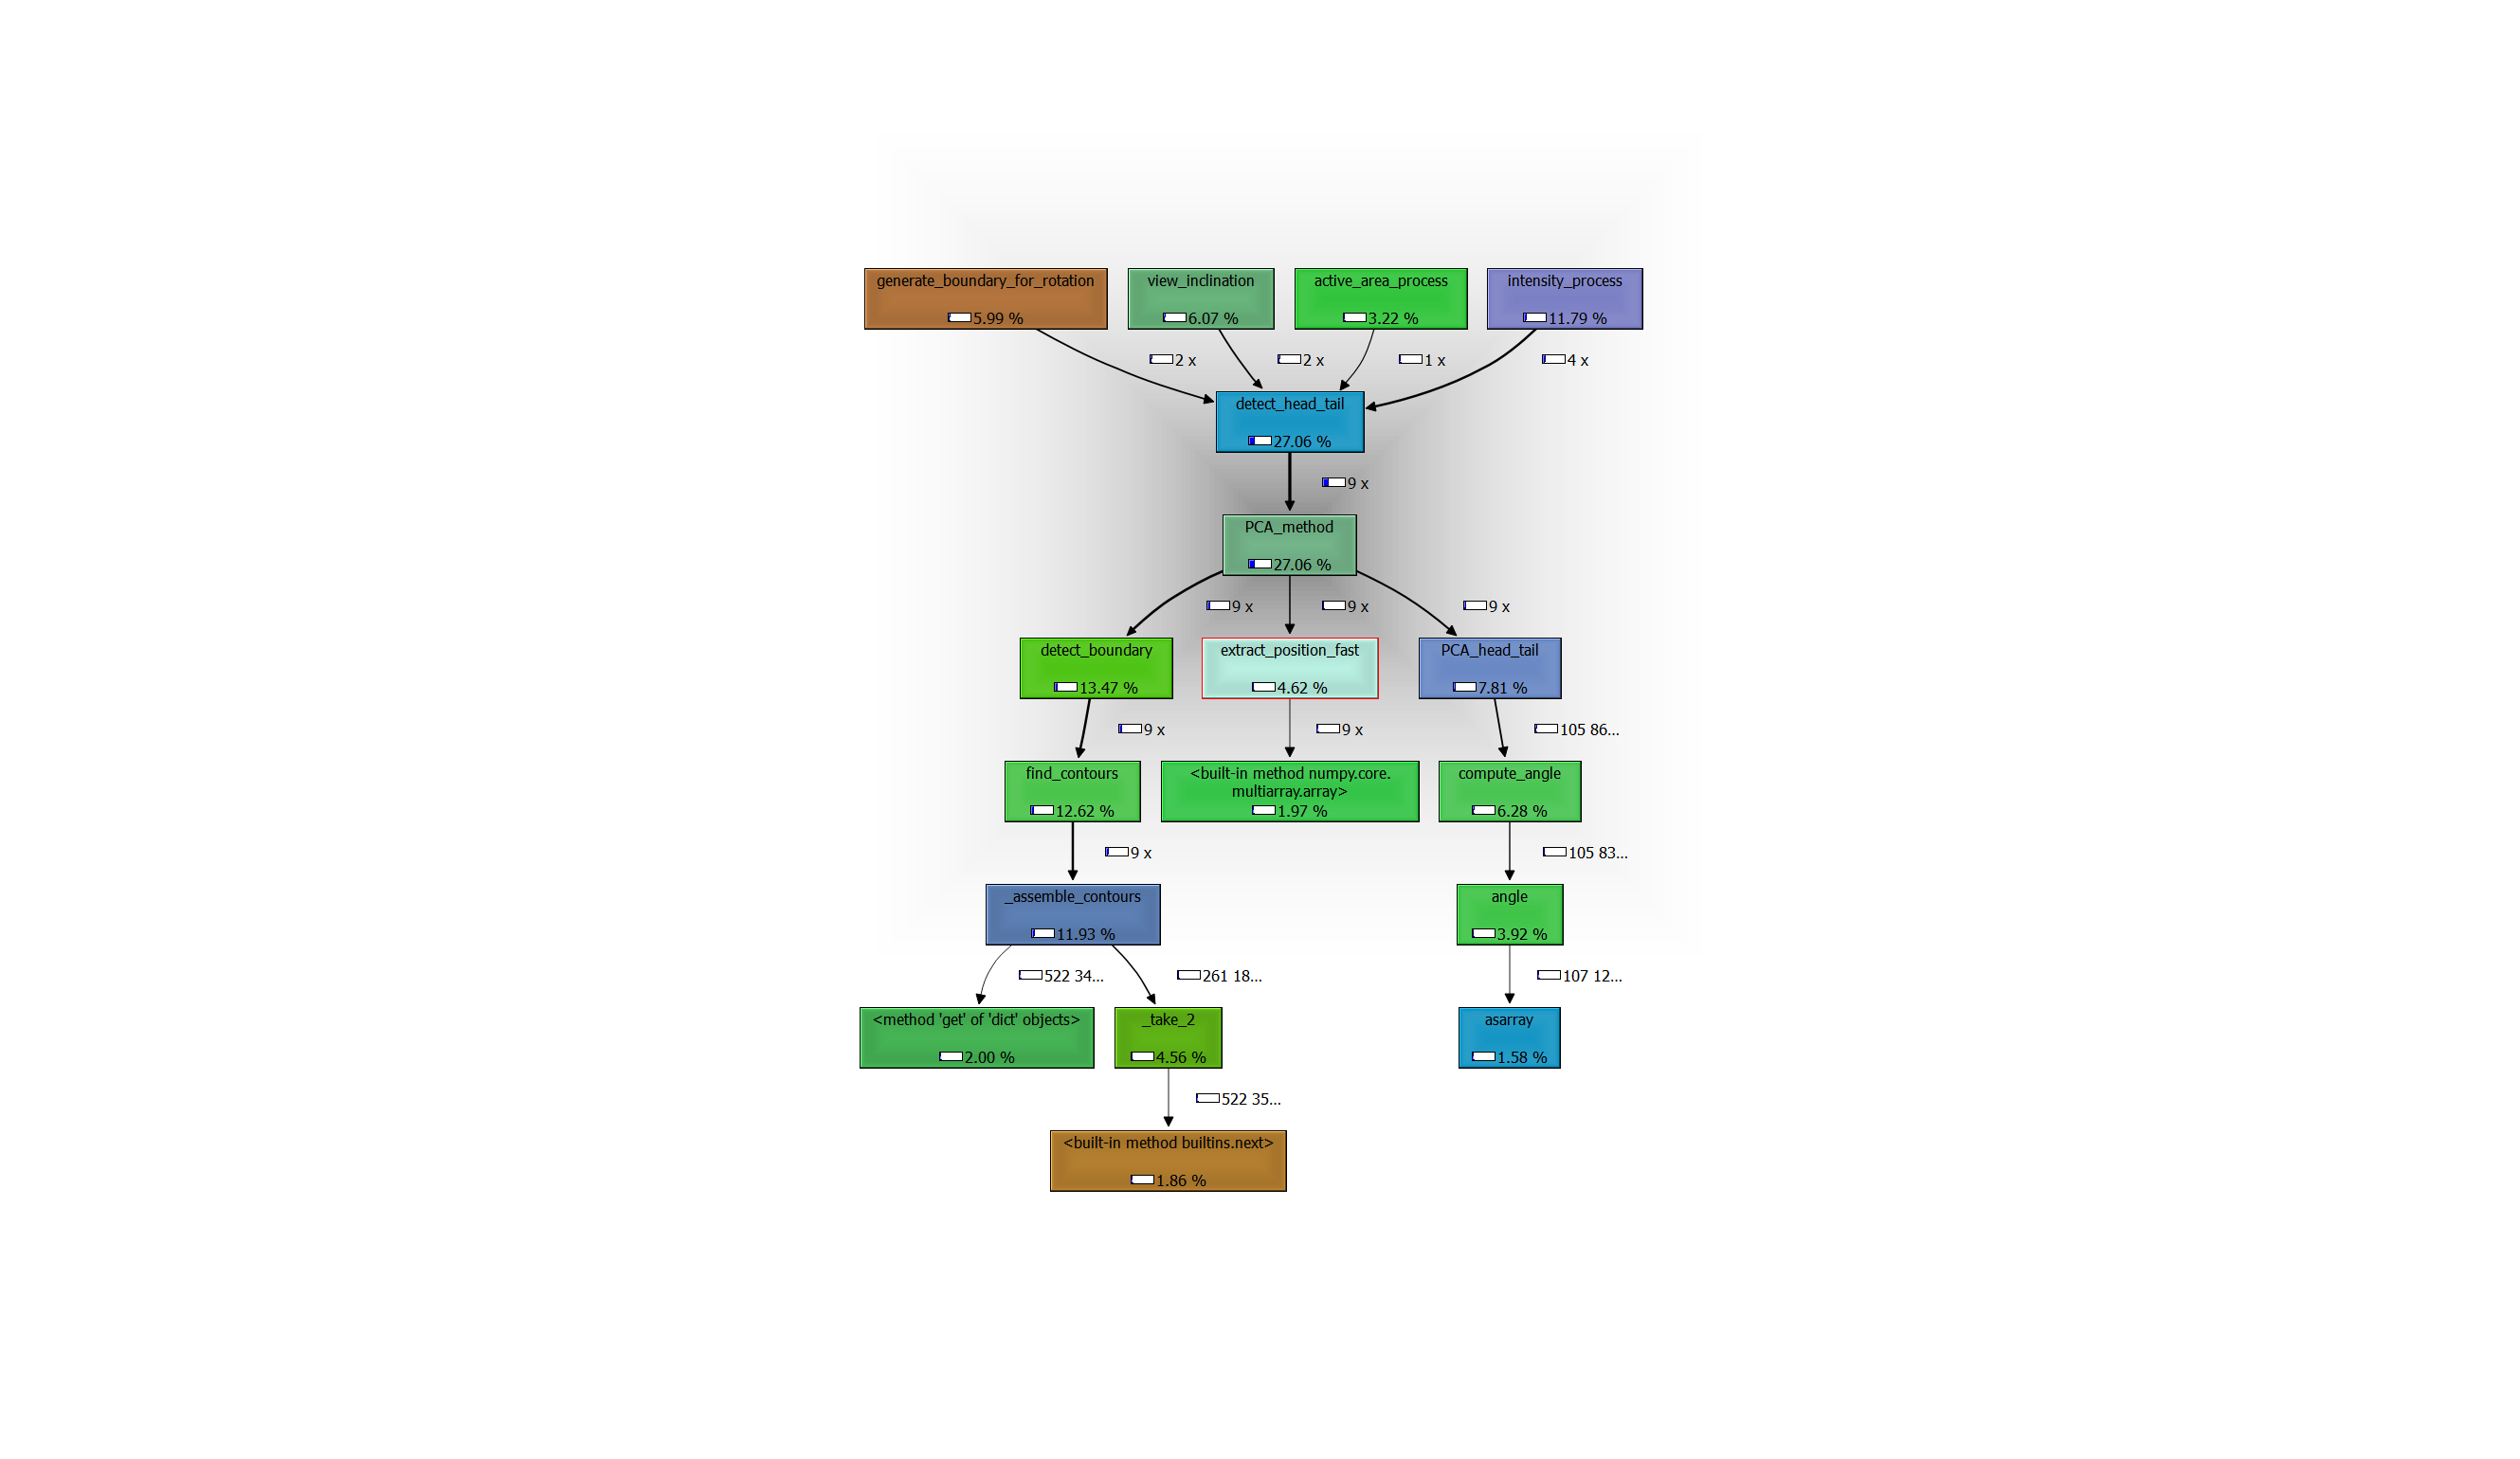 generate_boundary_for_rotation
5.99 %
view_inclination
6.07 %
active_area_process
3.22 %
intensity_process
11.79 %
2 x
2 x
1 x
4 x
detect_head_tail
27.06 %
9 x
PCA_method
27.06 %
9 x
9 x
9 x
detect_boundary
13.47 %
extract_position_fast
4.62 %
PCA_head_tail
7.81 %
9 x
9 x
105 86...
find_contours
12.62 %
<built-in method numpy.core.
multiarray.array>
1.97 %
compute_angle
6.28 %
9 x
105 83...
_assemble_contours
11.93 %
angle
3.92 %
522 34...
261 18...
107 12...
<method 'get' of 'dict' objects>
2.00 %
_take_2
4.56 %
asarray
1.58 %
522 35...
<built-in method builtins.next>
1.86 %